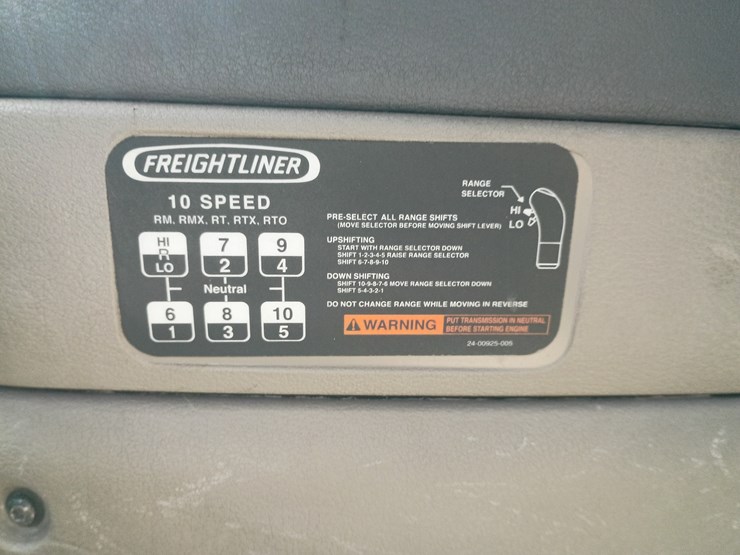 FREIGHTLINER
10 SPEED
RM, RMX, RT, RTX, RTO
HI
R
LO
7
2
9
4
Neutral
6
1
8
3
10
5
RANGE
SELECTOR
HI
LO
PRE-SELECT ALL RANGE SHIFTS
(MOVE SELECTOR BEFORE MOVING SHIFT LEVER)
UPSHIFTING
START WITH RANGE SELECTOR DOWN
SHIFT 1-2-3-4-5 RAISE RANGE SELECTOR
SHIFT 6-7-8-9-10
DOWN SHIFTING
SHIFT 10-9-8-7-6 MOVE RANGE SELECTOR DOWN
SHIFT 5-4-3-2-1
DO NOT CHANGE RANGE WHILE MOVING IN REVERSE
WARNING
PUT TRANSMISSION IN NEUTRAL
BEFORE STARTING ENGINE
24-00925-005